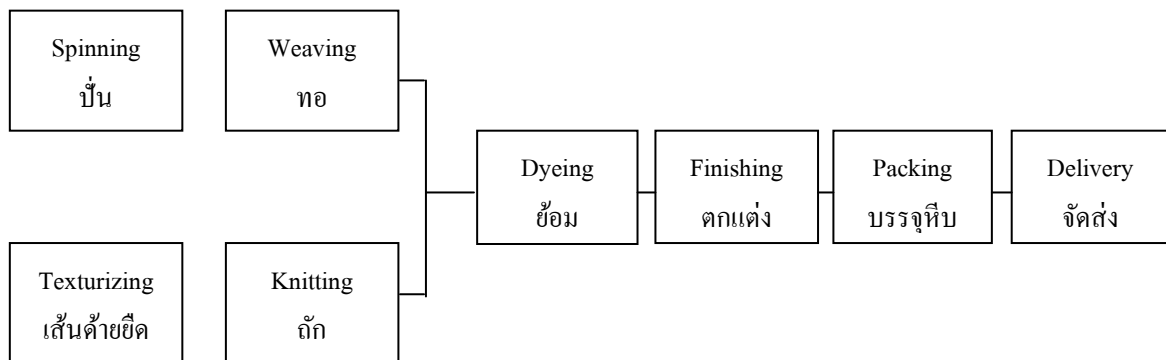 Spinning
ปั่น
Weaving
ทอ
Dyeing
ย้อม
Finishing
ตกแต่ง
Packing
บรรจุหีบ
Delivery
จัดส่ง
Texturizing
เส้นด้ายยืด
Knitting
ถัก